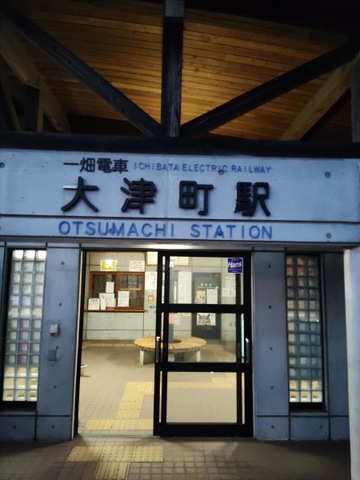 一畑電車 ICHIBATA ELECTRIC RAILWAY
大津町駅
OTSUMACHI STATION